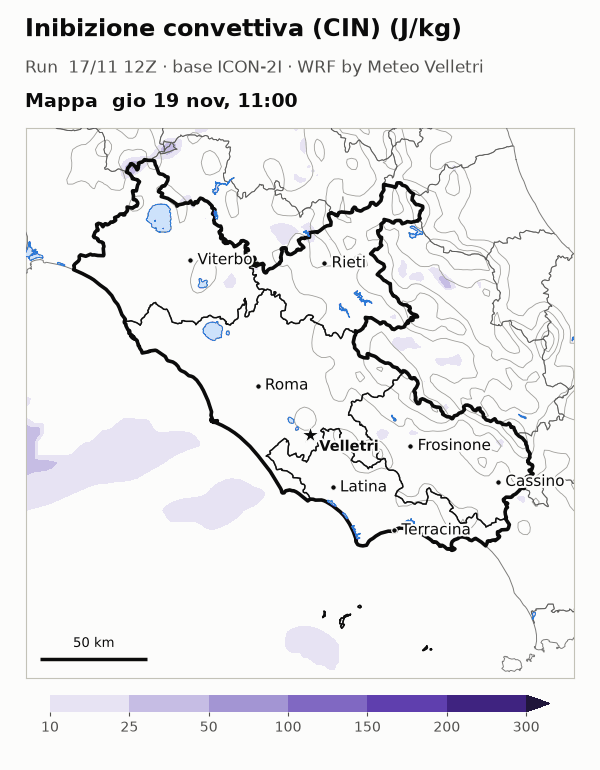 Inibizione convettiva (CIN) (J/kg)
Run 17/11 12Z · base ICON-2I · WRF by Meteo Velletri
Mappa gio 19 nov, 11:00
Viterbo
Rieti
Roma
Velletri
Frosinone
Cassino
Latina
Terracina
50 km
10 25 50 100 150 200 300